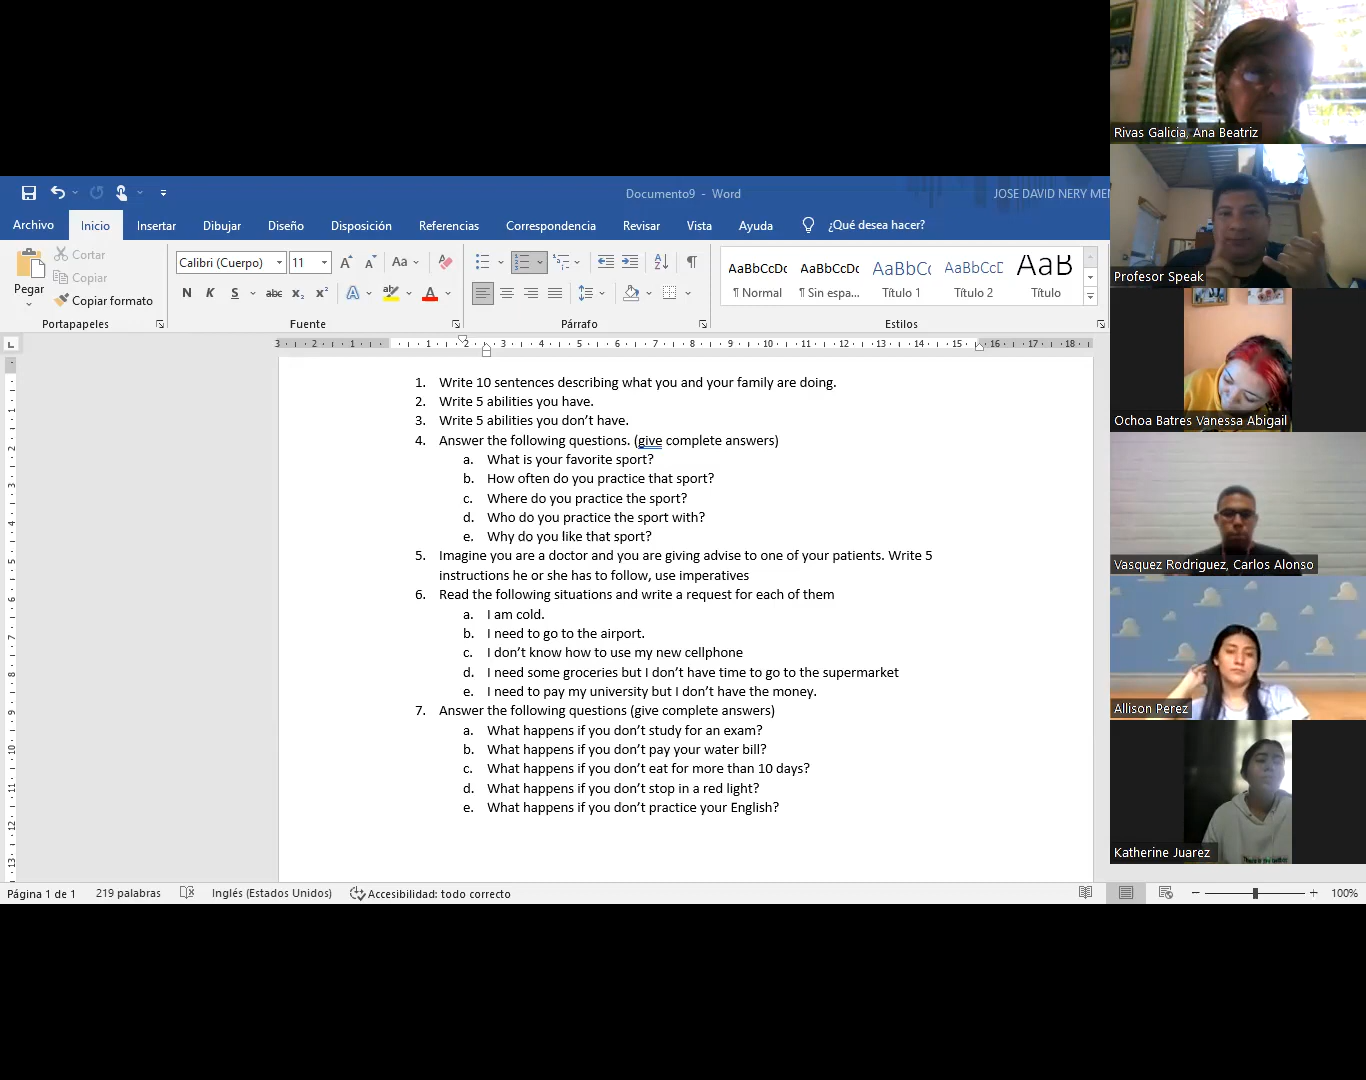 Rivas Galicia, Ana Beatriz
Profesor Speak
Ochoa Batres Vanessa Abigail
Vasquez Rodriguez, Carlos Alonso
Allison Perez
Katherine Juarez
Documento9 - Word
JOSE DAVID NERY
Archivo Inicio Insertar Dibujar Diseño Disposición Referencias Correspondencia Revisar Vista Ayuda ¿Qué desea hacer?
Pegar
Cortar
Copiar
Copiar formato
Portapapeles
Calibri (Cuerpo) 11
N K S abc x₂ x²
Fuente
Párrafo
AaBbCcDc AaBbCcDc AaBbCc AaBbCcD AaB
¶ Normal ¶ Sin espa... Título 1 Título 2 Título
Estilos
1. Write 10 sentences describing what you and your family are doing.
2. Write 5 abilities you have.
3. Write 5 abilities you don't have.
4. Answer the following questions. (give complete answers)
a. What is your favorite sport?
b. How often do you practice that sport?
c. Where do you practice the sport?
d. Who do you practice the sport with?
e. Why do you like that sport?
5. Imagine you are a doctor and you are giving advise to one of your patients. Write 5
instructions he or she has to follow, use imperatives
6. Read the following situations and write a request for each of them
a. I am cold.
b. I need to go to the airport.
c. I don't know how to use my new cellphone
d. I need some groceries but I don't have time to go to the supermarket
e. I need to pay my university but I don't have the money.
7. Answer the following questions (give complete answers)
a. What happens if you don't study for an exam?
b. What happens if you don't pay your water bill?
c. What happens if you don't eat for more than 10 days?
d. What happens if you don't stop in a red light?
e. What happens if you don't practice your English?
Página 1 de 1 219 palabras Inglés (Estados Unidos) Accesibilidad: todo correcto 100%